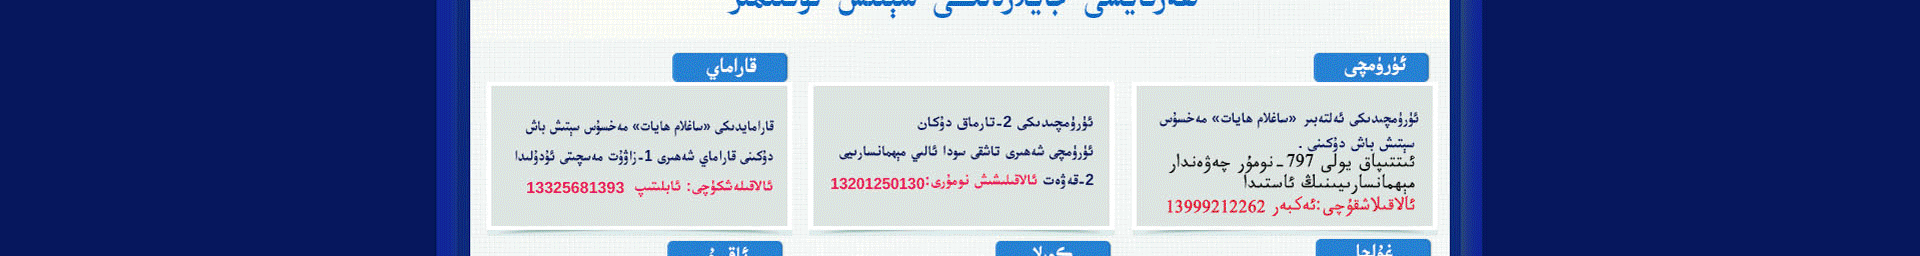 ئۈرۈمچى
ئۈرۈمچىدىكى ئەلتەبىر «ساغلام ھايات» مەخسۇس
سېتىش باش دۇكىنى .
ئىتتىپاق يولى 797-نومۇر چەۋەندار
مېھمانسارىيىنىڭ ئاستىدا
ئالاقىلاشقۇچى:ئەكبەر 13999212262
ئۈرۈمچىدىكى 2-تارماق دۇكان
ئۈرۈمچى شەھىرى تاشقى سودا ئالىي مېھمانسارىيى
2-قەۋەت ئالاقىلىشىش نومۇرى:13201250130
قاراماي
قارامايدىكى «ساغلام ھايات» مەخسۇس سېتىش باش
دۇكىنى قاراماي شەھىرى 1-زاۋۇت مەسچىتى ئۇدۇلىدا
ئالاقىلەشكۈچى: ئابلىتىپ 13325681393
غۇلجا